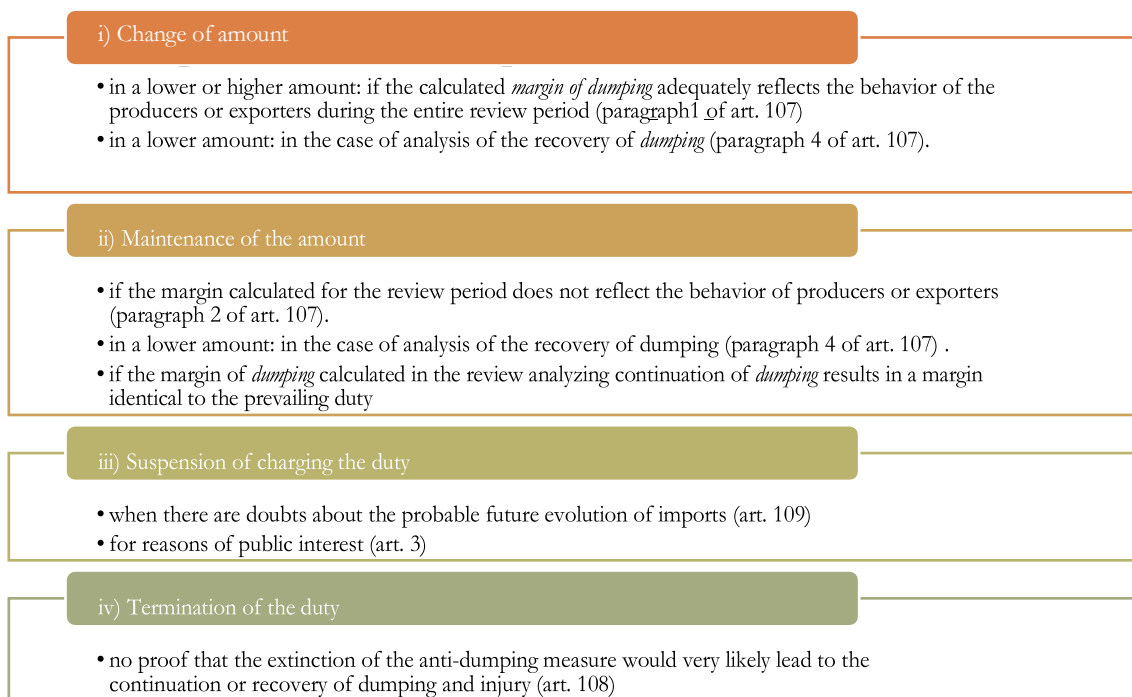 i) Change of amount
• in a lower or higher amount: if the calculated margin of dumping adequately reflects the behavior of the
producers or exporters during the entire review period (paragraph1 of art. 107)
• in a lower amount: in the case of analysis of the recovery of dumping (paragraph 4 of art. 107).
ii) Maintenance of the amount
• if the margin calculated for the review period does not reflect the behavior of producers or exporters
(paragraph 2 of art. 107).
• in a lower amount: in the case of analysis of the recovery of dumping (paragraph 4 of art. 107) .
• if the margin of dumping calculated in the review analyzing continuation of dumping results in a margin
identical to the prevailing duty
iii) Suspension of charging the duty
• when there are doubts about the probable future evolution of imports (art. 109)
• for reasons of public interest (art. 3)
iv) Termination of the duty
• no proof that the extinction of the anti-dumping measure would very likely lead to the
continuation or recovery of dumping and injury (art. 108)